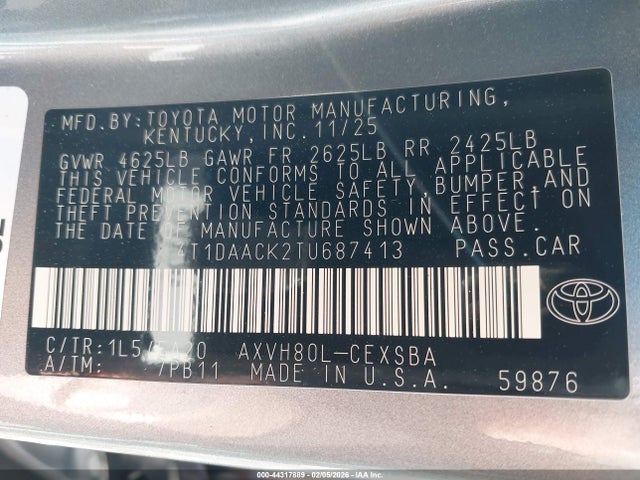 MFD.BY:TOYOTA MOTOR MANUFACTURING,
KENTUCKY,INC. 11/25
GVWR 4625LB GAWR FR 2625LB RR 2425LB
THIS VEHICLE CONFORMS TO ALL APPLICABLE
FEDERAL MOTOR VEHICLE SAFETY,BUMPER,AND
THEFT PREVENTION STANDARDS IN EFFECT ON
THE DATE OF MANUFACTURE SHOWN ABOVE.
4T1DAACK2TU687413 PASS.CAR
C/TR: AXVH80L-CEXSBA
A/TM: /PB11 MADE IN U.S.A. 59876
000-44317889 - 02/05/2026 - Copyright IAA, Inc.